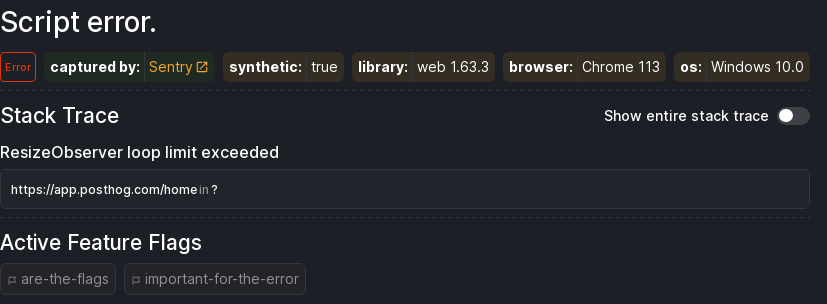 Script error.
Error captured by: Sentry synthetic: true library: web 1.63.3 browser: Chrome 113 os: Windows 10.0
Stack Trace Show entire stack trace
ResizeObserver loop limit exceeded
https://app.posthog.com/home in ?
Active Feature Flags
are-the-flags important-for-the-error